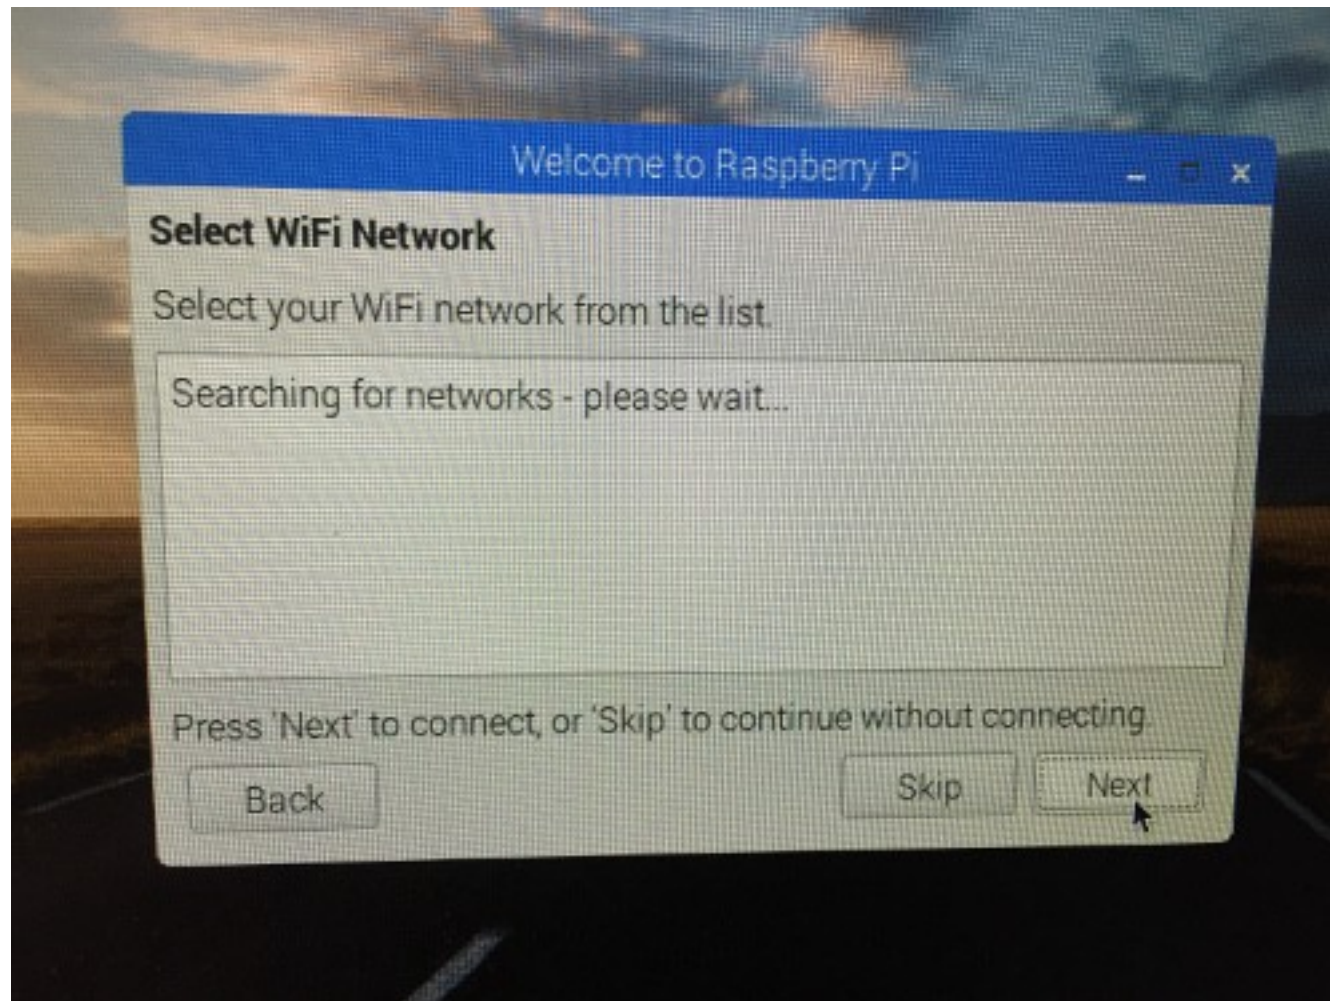 Welcome to Raspberry Pi
Select WiFi Network
Select your WiFi network from the list.
Searching for networks - please wait...
Press 'Next' to connect, or 'Skip' to continue without connecting.
Back
Skip
Next